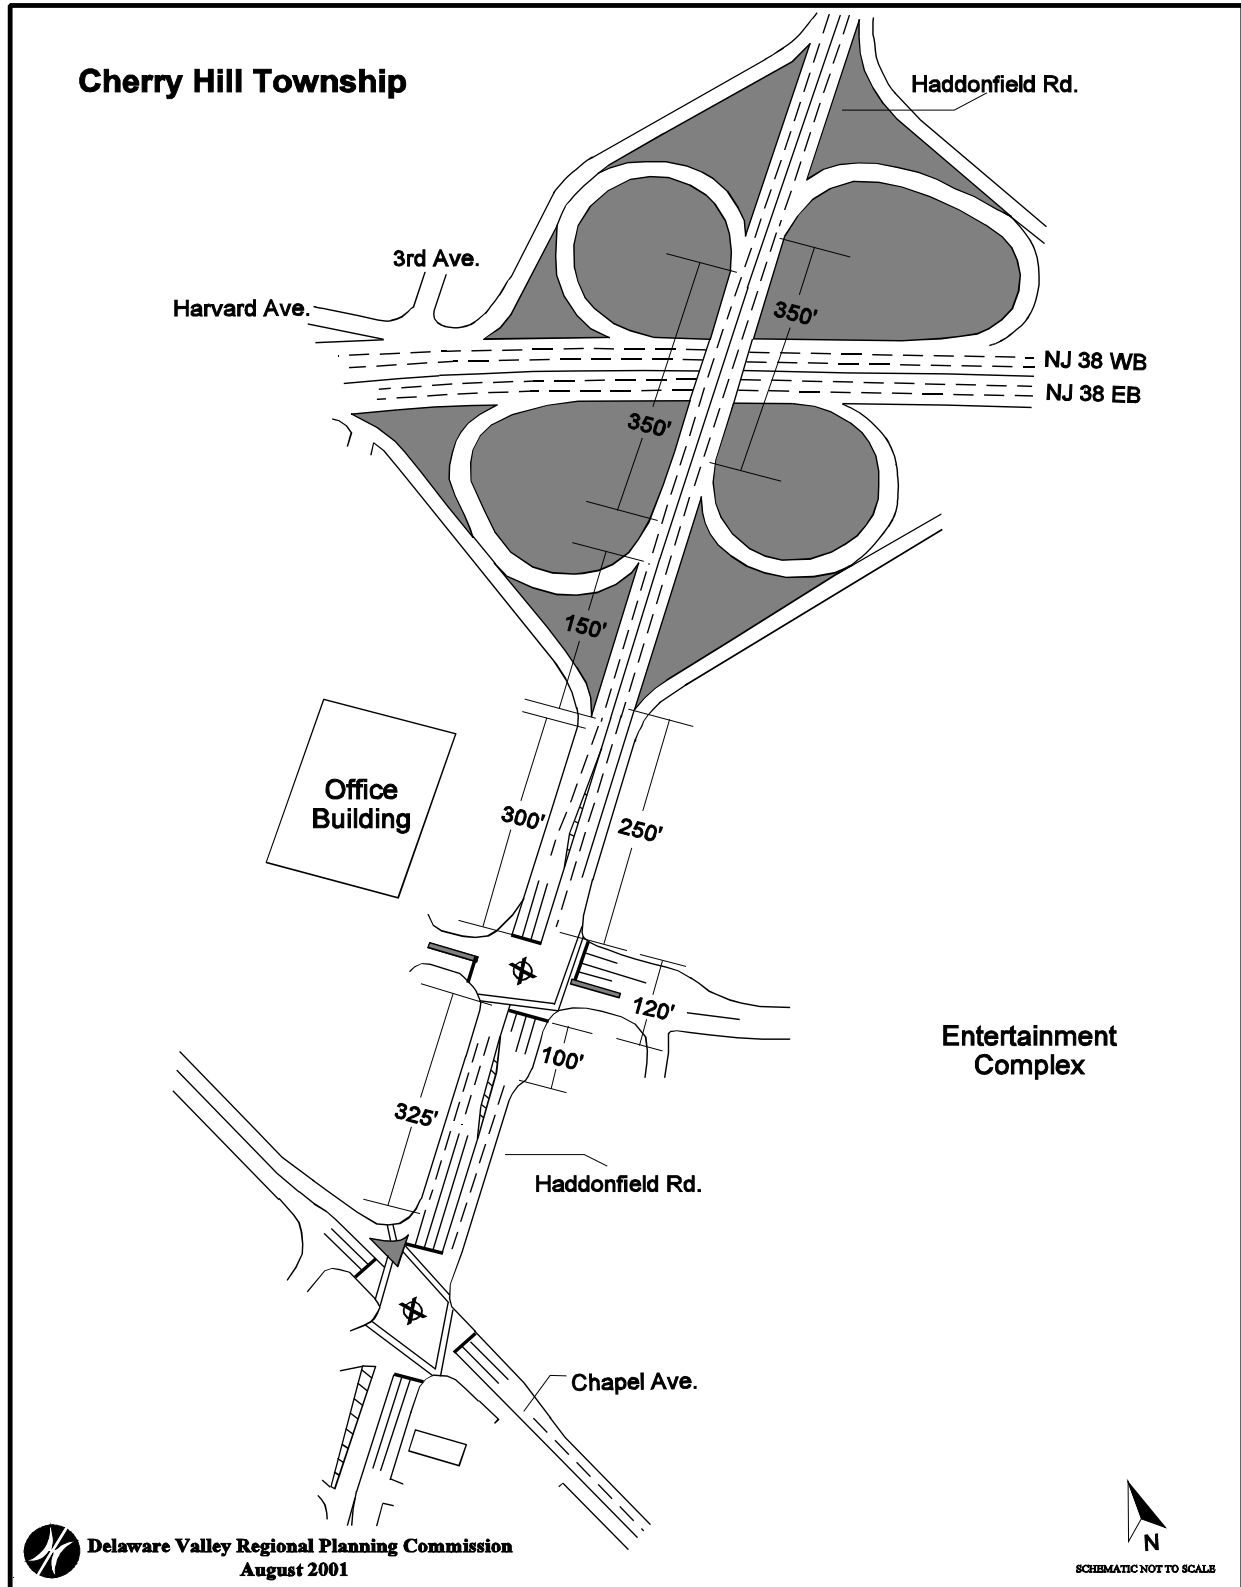 Cherry Hill Township
Haddonfield Rd.
3rd Ave.
Harvard Ave.
350'
NJ 38 WB
NJ 38 EB
350'
150'
Office
Building
300'
250'
120'
Entertainment
Complex
100'
325'
Haddonfield Rd.
Chapel Ave.
N
Delaware Valley Regional Planning Commission
August 2001
SCHEMATIC NOT TO SCALE